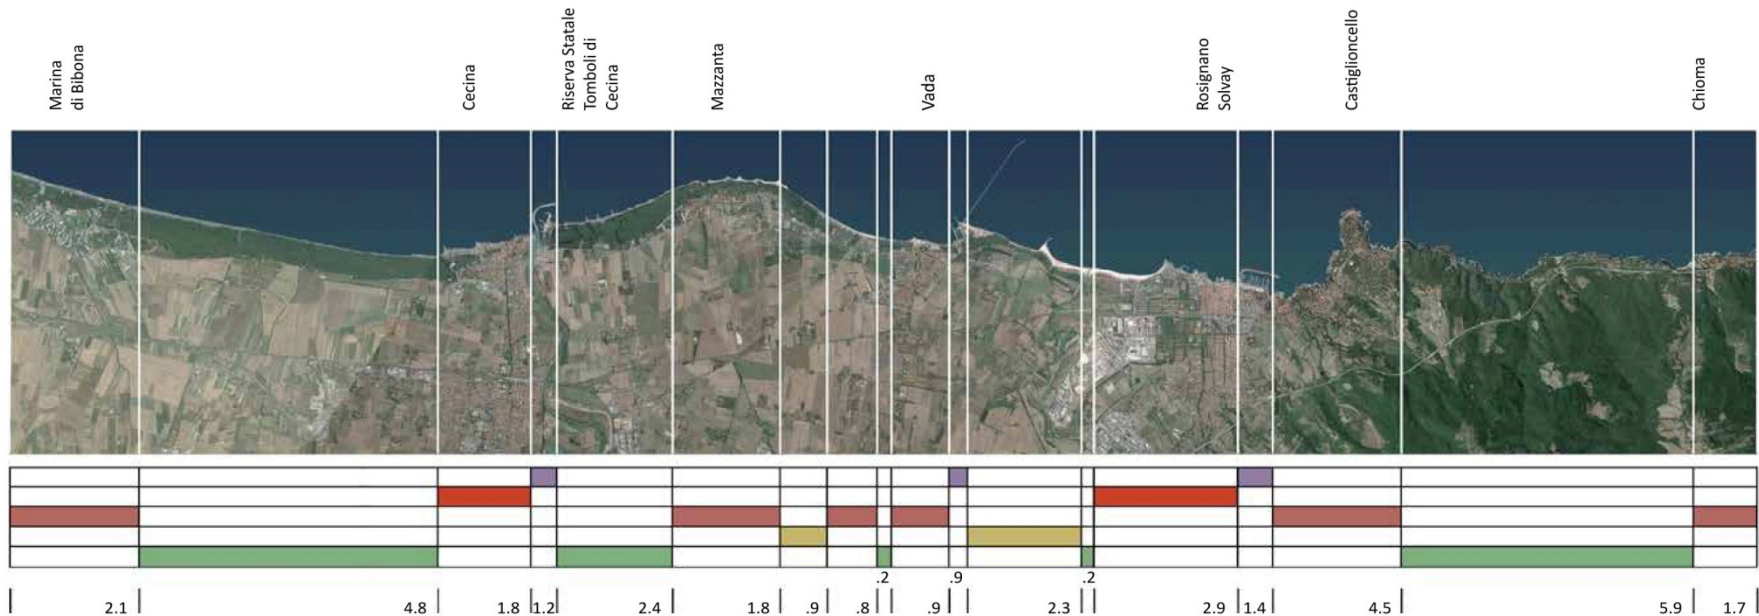 Marina
di Bibona
Cecina
Riserva Statale
Tomboli di
Cecina
Mazzanta
Vada
Rosignano
Solvay
Castiglioncello
Chioma
.2
.9
.2
2.1
4.8
1.8
1.2
2.4
1.8
.9
.8
.9
2.3
2.9
1.4
4.5
5.9
1.7